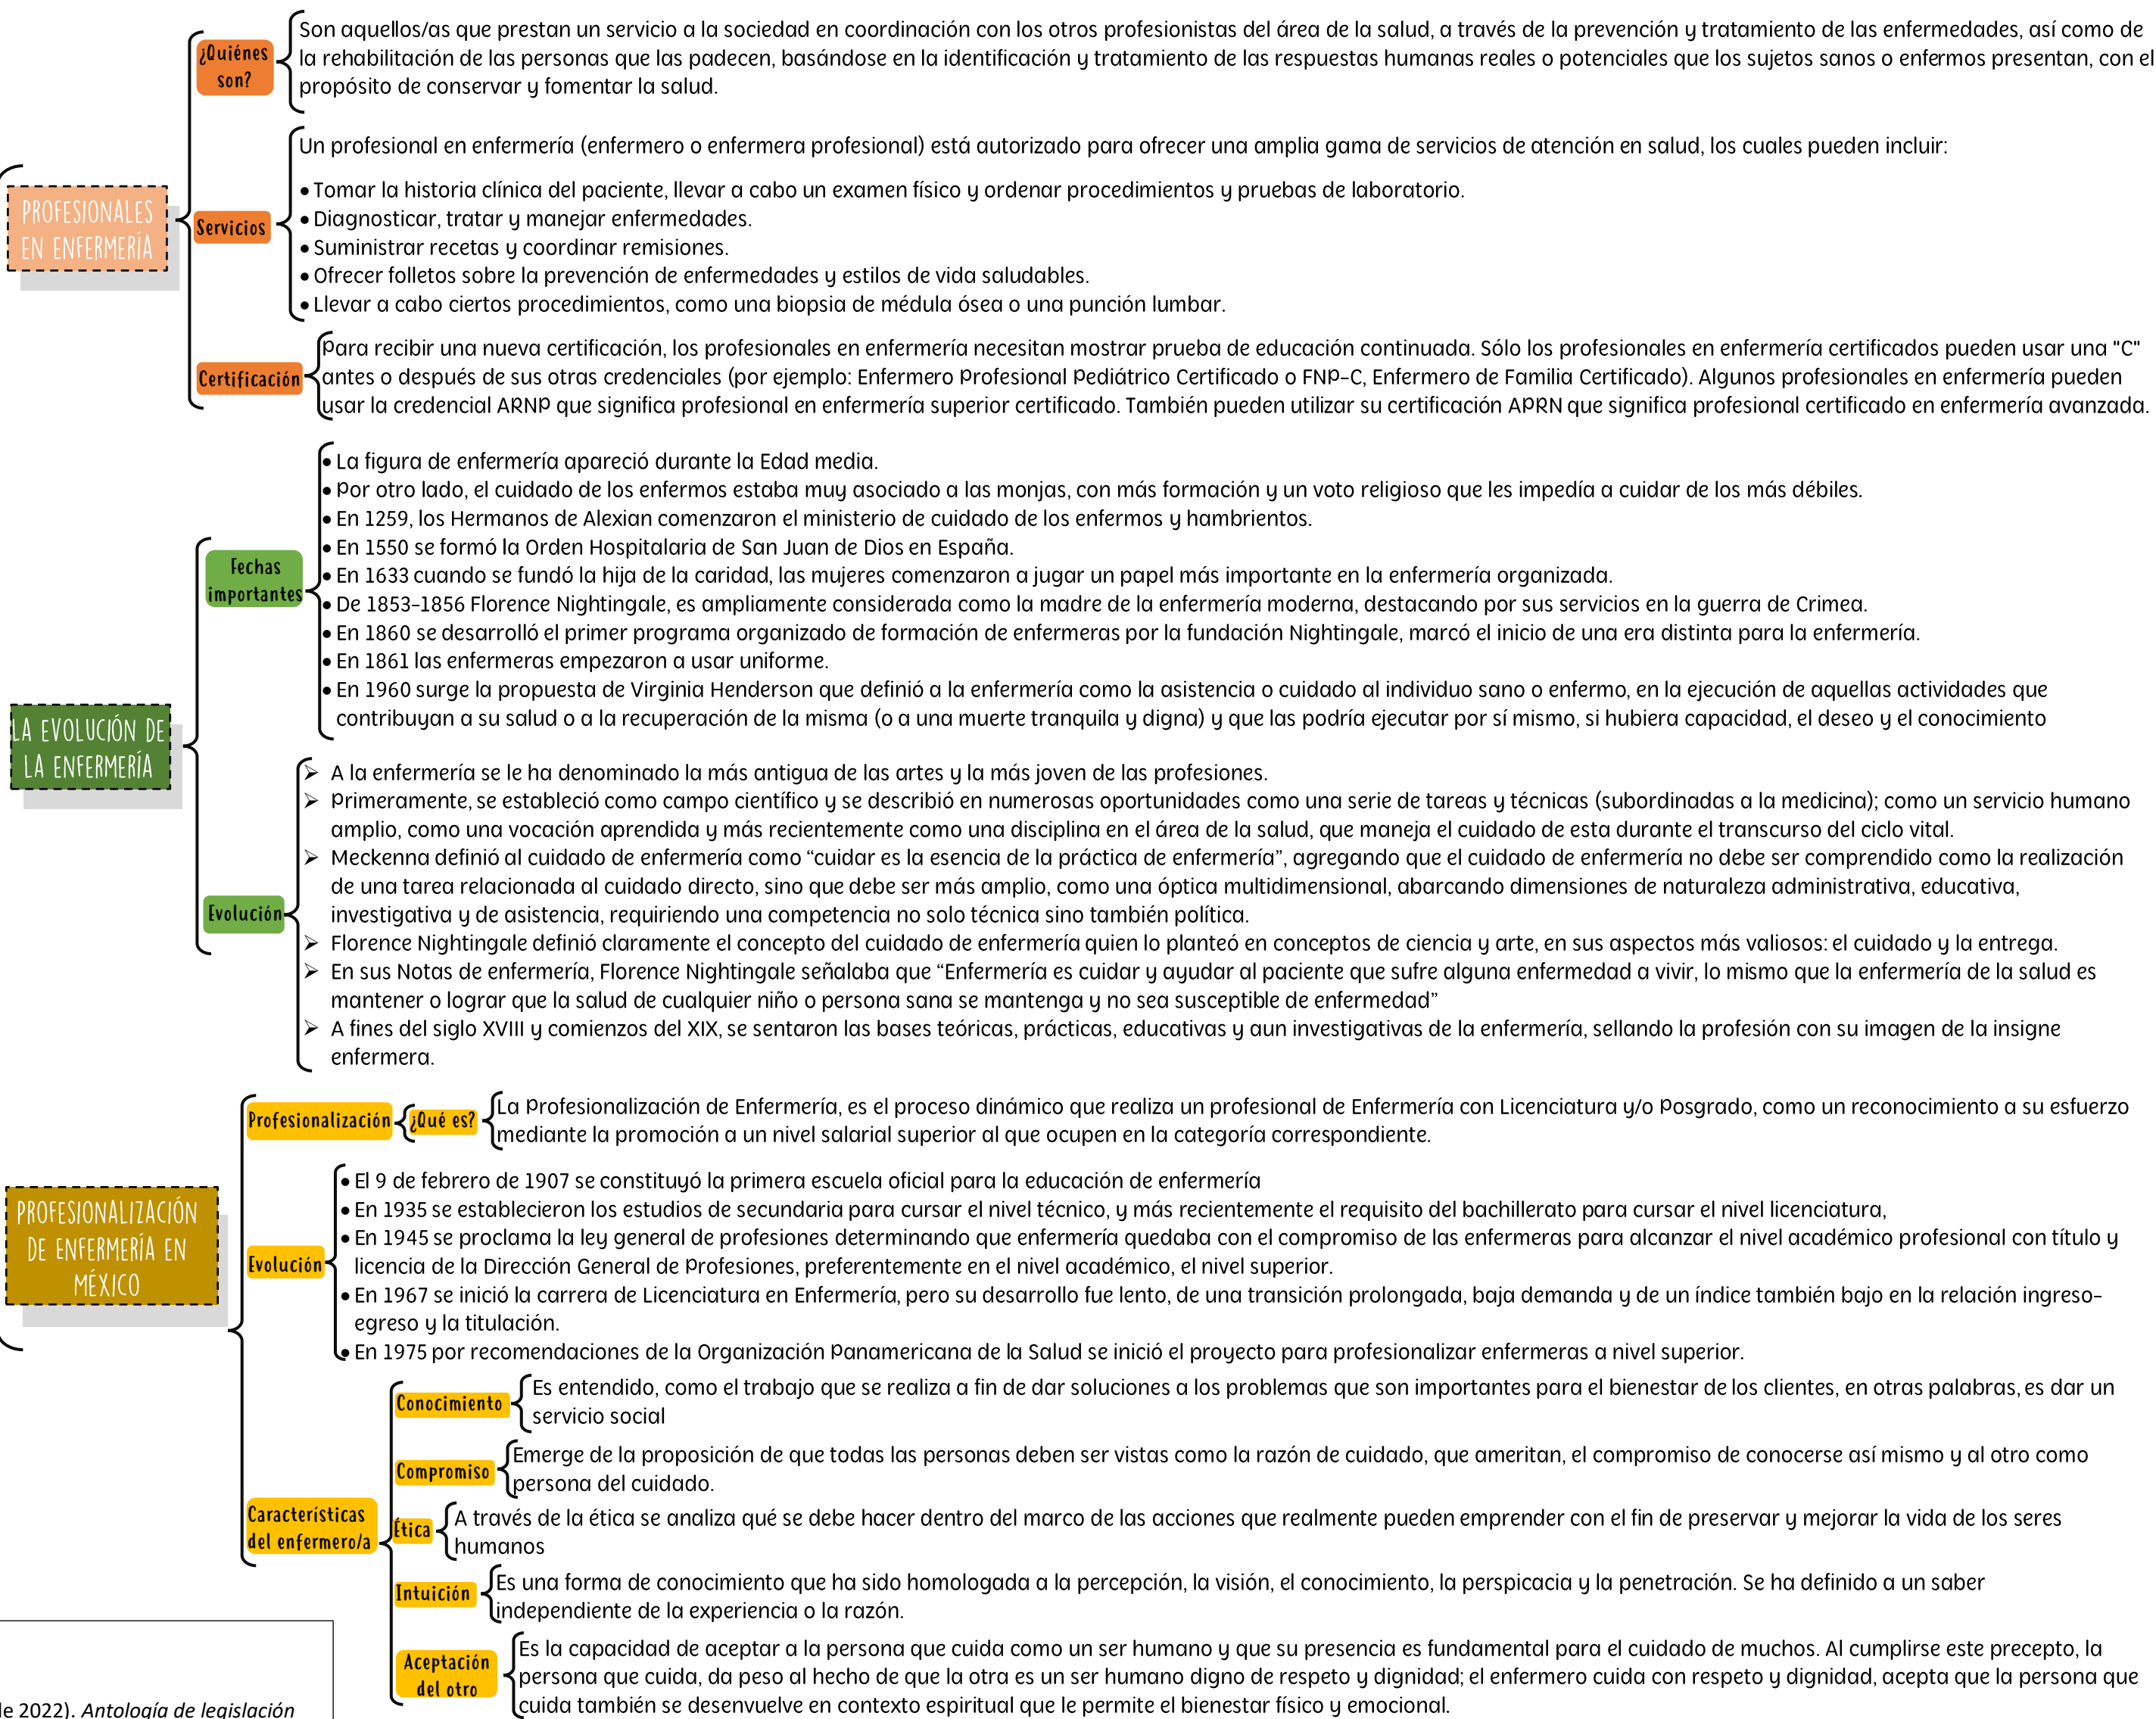 PROFESIONALES
EN ENFERMERÍA
¿Quiénes
son?
Son aquellos/as que prestan un servicio a la sociedad en coordinación con los otros profesionistas del área de la salud, a través de la prevención y tratamiento de las enfermedades, así como de
la rehabilitación de las personas que las padecen, basándose en la identificación y tratamiento de las respuestas humanas reales o potenciales que los sujetos sanos o enfermos presentan, con el
propósito de conservar y fomentar la salud.
Servicios
Un profesional en enfermería (enfermero o enfermera profesional) está autorizado para ofrecer una amplia gama de servicios de atención en salud, los cuales pueden incluir:
• Tomar la historia clínica del paciente, llevar a cabo un examen físico y ordenar procedimientos y pruebas de laboratorio.
• Diagnosticar, tratar y manejar enfermedades.
• Suministrar recetas y coordinar remisiones.
• Ofrecer folletos sobre la prevención de enfermedades y estilos de vida saludables.
• Llevar a cabo ciertos procedimientos, como una biopsia de médula ósea o una punción lumbar.
Certificación
Para recibir una nueva certificación, los profesionales en enfermería necesitan mostrar prueba de educación continuada. Sólo los profesionales en enfermería certificados pueden usar una "C"
antes o después de sus otras credenciales (por ejemplo: Enfermero Profesional Pediátrico Certificado o FNP-C, Enfermero de Familia Certificado). Algunos profesionales en enfermería pueden
usar la credencial ARNP que significa profesional en enfermería superior certificado. También pueden utilizar su certificación APRN que significa profesional certificado en enfermería avanzada.
LA EVOLUCIÓN DE
LA ENFERMERÍA
Fechas
importantes
• La figura de enfermería apareció durante la Edad media.
• Por otro lado, el cuidado de los enfermos estaba muy asociado a las monjas, con más formación y un voto religioso que les impedía a cuidar de los más débiles.
• En 1259, los Hermanos de Alexian comenzaron el ministerio de cuidado de los enfermos y hambrientos.
• En 1550 se formó la Orden Hospitalaria de San Juan de Dios en España.
• En 1633 cuando se fundó la hija de la caridad, las mujeres comenzaron a jugar un papel más importante en la enfermería organizada.
• De 1853-1856 Florence Nightingale, es ampliamente considerada como la madre de la enfermería moderna, destacando por sus servicios en la guerra de Crimea.
• En 1860 se desarrolló el primer programa organizado de formación de enfermeras por la fundación Nightingale, marcó el inicio de una era distinta para la enfermería.
• En 1861 las enfermeras empezaron a usar uniforme.
• En 1960 surge la propuesta de Virginia Henderson que definió a la enfermería como la asistencia o cuidado al individuo sano o enfermo, en la ejecución de aquellas actividades que
contribuyan a su salud o a la recuperación de la misma (o a una muerte tranquila y digna) y que las podría ejecutar por sí mismo, si hubiera capacidad, el deseo y el conocimiento
Evolución
➢ A la enfermería se le ha denominado la más antigua de las artes y la más joven de las profesiones.
➢ Primeramente, se estableció como campo científico y se describió en numerosas oportunidades como una serie de tareas y técnicas (subordinadas a la medicina); como un servicio humano
amplio, como una vocación aprendida y más recientemente como una disciplina en el área de la salud, que maneja el cuidado de esta durante el transcurso del ciclo vital.
➢ Meckenna definió al cuidado de enfermería como “cuidar es la esencia de la práctica de enfermería”, agregando que el cuidado de enfermería no debe ser comprendido como la realización
de una tarea relacionada al cuidado directo, sino que debe ser más amplio, como una óptica multidimensional, abarcando dimensiones de naturaleza administrativa, educativa,
investigativa y de asistencia, requiriendo una competencia no solo técnica sino también política.
➢ Florence Nightingale definió claramente el concepto del cuidado de enfermería quien lo planteó en conceptos de ciencia y arte, en sus aspectos más valiosos: el cuidado y la entrega.
➢ En sus Notas de enfermería, Florence Nightingale señalaba que “Enfermería es cuidar y ayudar al paciente que sufre alguna enfermedad a vivir, lo mismo que la enfermería de la salud es
mantener o lograr que la salud de cualquier niño o persona sana se mantenga y no sea susceptible de enfermedad”
➢ A fines del siglo XVIII y comienzos del XIX, se sentaron las bases teóricas, prácticas, educativas y aun investigativas de la enfermería, sellando la profesión con su imagen de la insigne
enfermera.
PROFESIONALIZACIÓN
DE ENFERMERÍA EN
MÉXICO
Profesionalización
¿Qué es?
La Profesionalización de Enfermería, es el proceso dinámico que realiza un profesional de Enfermería con Licenciatura y/o Posgrado, como un reconocimiento a su esfuerzo
mediante la promoción a un nivel salarial superior al que ocupen en la categoría correspondiente.
Evolución
• El 9 de febrero de 1907 se constituyó la primera escuela oficial para la educación de enfermería
• En 1935 se establecieron los estudios de secundaria para cursar el nivel técnico, y más recientemente el requisito del bachillerato para cursar el nivel licenciatura,
• En 1945 se proclama la ley general de profesiones determinando que enfermería quedaba con el compromiso de las enfermeras para alcanzar el nivel académico profesional con título y
licencia de la Dirección General de Profesiones, preferentemente en el nivel académico, el nivel superior.
• En 1967 se inició la carrera de Licenciatura en Enfermería, pero su desarrollo fue lento, de una transición prolongada, baja demanda y de un índice también bajo en la relación ingreso-
egreso y la titulación.
• En 1975 por recomendaciones de la Organización Panamericana de la Salud se inició el proyecto para profesionalizar enfermeras a nivel superior.
Características
del enfermero/a
Conocimiento
Es entendido, como el trabajo que se realiza a fin de dar soluciones a los problemas que son importantes para el bienestar de los clientes, en otras palabras, es dar un
servicio social
Compromiso
Emerge de la proposición de que todas las personas deben ser vistas como la razón de cuidado, que ameritan, el compromiso de conocerse así mismo y al otro como
persona del cuidado.
Ética
A través de la ética se analiza qué se debe hacer dentro del marco de las acciones que realmente pueden emprender con el fin de preservar y mejorar la vida de los seres
humanos
Intuición
Es una forma de conocimiento que ha sido homologada a la percepción, la visión, el conocimiento, la perspicacia y la penetración. Se ha definido a un saber
independiente de la experiencia o la razón.
Aceptación
del otro
Es la capacidad de aceptar a la persona que cuida como un ser humano y que su presencia es fundamental para el cuidado de muchos. Al cumplirse este precepto, la
persona que cuida, da peso al hecho de que la otra es un ser humano digno de respeto y dignidad; el enfermero cuida con respeto y dignidad, acepta que la persona que
cuida también se desenvuelve en contexto espiritual que le permite el bienestar físico y emocional.
de 2022). Antología de legislación